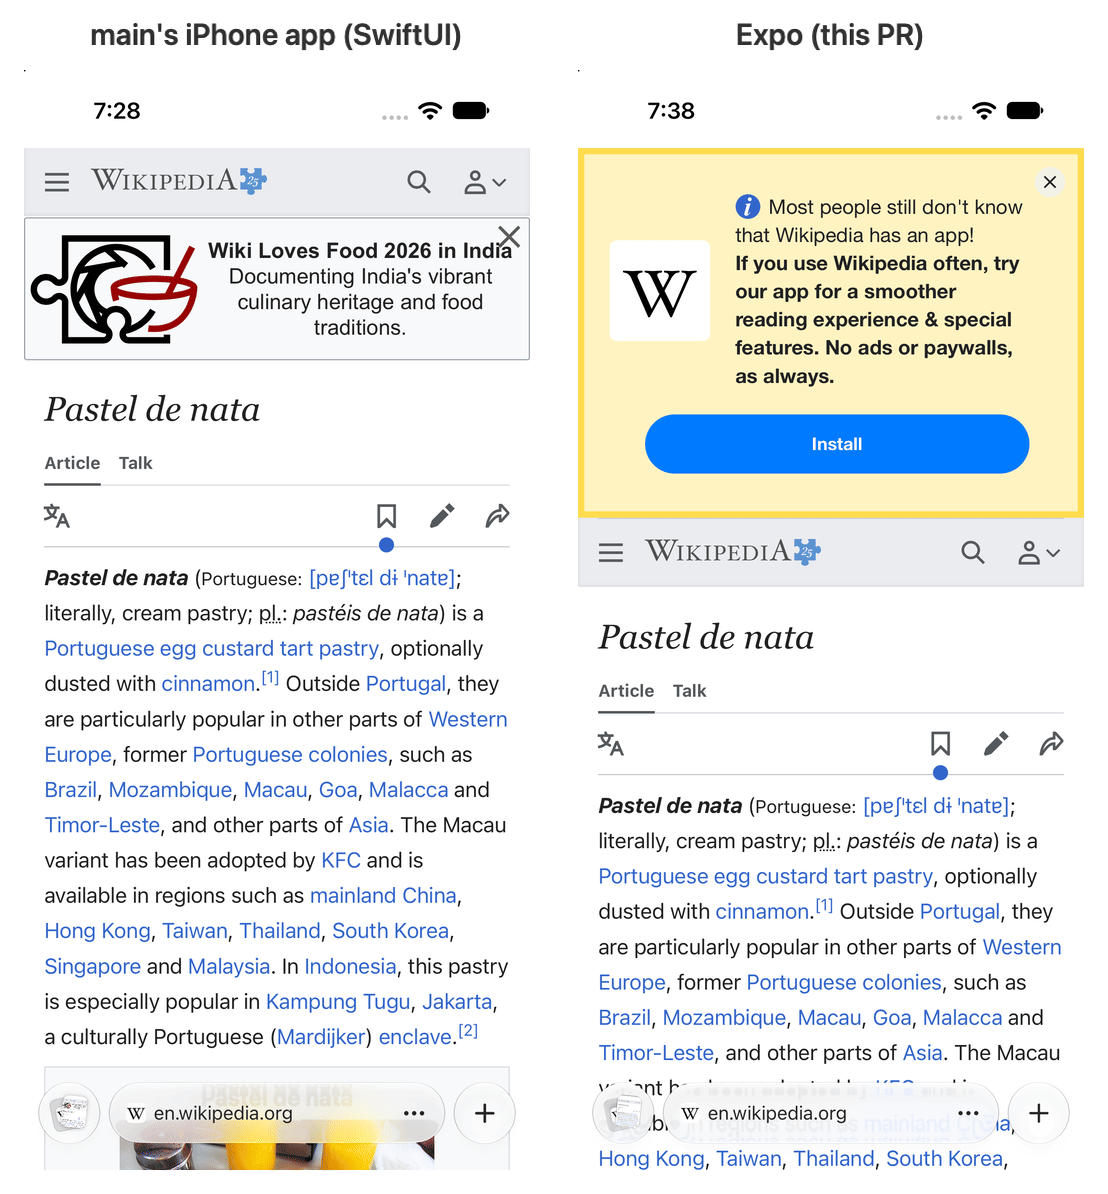 main's iPhone app (SwiftUI)
7:28
WIKIPEDIA 25
Wiki Loves Food 2026 in India
Documenting India's vibrant
culinary heritage and food
traditions.
Pastel de nata
Article Talk
Pastel de nata (Portuguese: [pɐʃˈtɛl dɨ ˈnatɐ];
literally, cream pastry; pl.: pastéis de nata) is a
Portuguese egg custard tart pastry, optionally
dusted with cinnamon.[1] Outside Portugal, they
are particularly popular in other parts of Western
Europe, former Portuguese colonies, such as
Brazil, Mozambique, Macau, Goa, Malacca and
Timor-Leste, and other parts of Asia. The Macau
variant has been adopted by KFC and is
available in regions such as mainland China,
Hong Kong, Taiwan, Thailand, South Korea,
Singapore and Malaysia. In Indonesia, this pastry
is especially popular in Kampung Tugu, Jakarta,
a culturally Portuguese (Mardijker) enclave.[2]
Pastel de nata
W en.wikipedia.org
Expo (this PR)
7:38
Most people still don't know
that Wikipedia has an app!
If you use Wikipedia often, try
our app for a smoother
reading experience & special
features. No ads or paywalls,
as always.
W
Install
WIKIPEDIA 25
Pastel de nata
Article Talk
Pastel de nata (Portuguese: [pɐʃˈtɛl dɨ ˈnatɐ];
literally, cream pastry; pl.: pastéis de nata) is a
Portuguese egg custard tart pastry, optionally
dusted with cinnamon.[1] Outside Portugal, they
are particularly popular in other parts of Western
Europe, former Portuguese colonies, such as
Brazil, Mozambique, Macau, Goa, Malacca and
Timor-Leste, and other parts of Asia. The Macau
W en.wikipedia.org
regions such as mainland
Hong Kong, Taiwan, Thailand, South Korea,